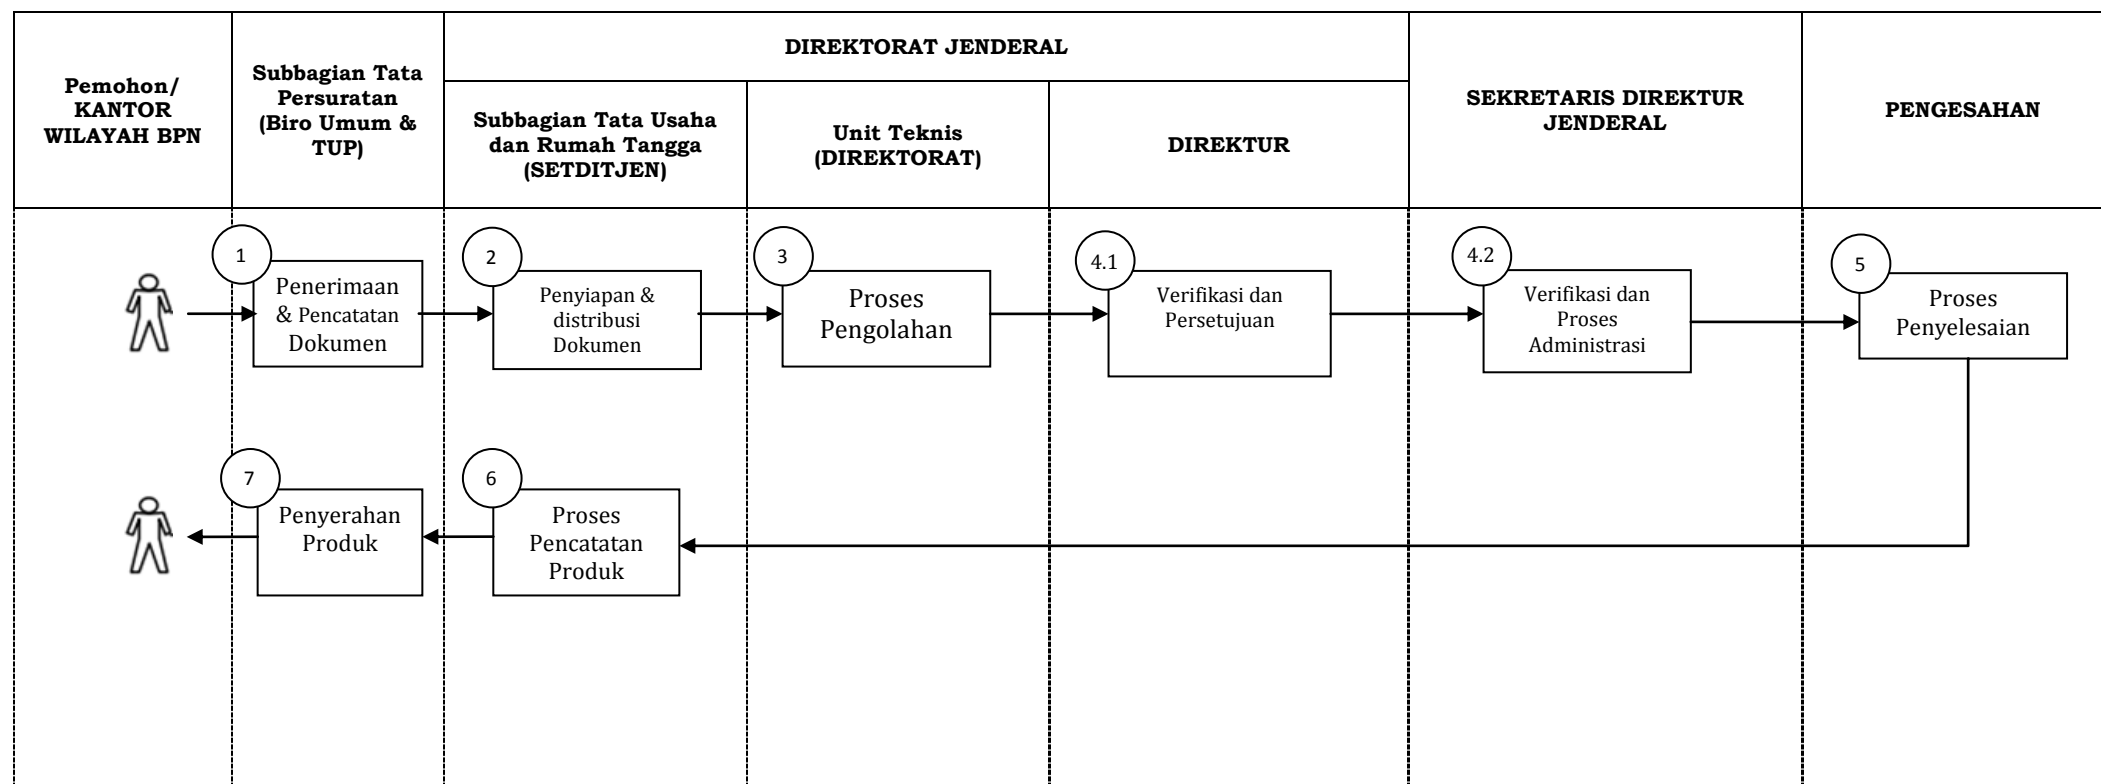 Pemohon/
KANTOR
WILAYAH BPN
Subbagian Tata
Persuratan
(Biro Umum &
TUP)
DIREKTORAT JENDERAL
Subbagian Tata Usaha
dan Rumah Tangga
(SETDITJEN)
Unit Teknis
(DIREKTORAT)
DIREKTUR
SEKRETARIS DIREKTUR
JENDERAL
PENGESAHAN
1
Penerimaan
& Pencatatan
Dokumen
2
Penyiapan &
distribusi
Dokumen
3
Proses
Pengolahan
4.1
Verifikasi dan
Persetujuan
4.2
Verifikasi dan
Proses
Administrasi
5
Proses
Penyelesaian
7
Penyerahan
Produk
6
Proses
Pencatatan
Produk